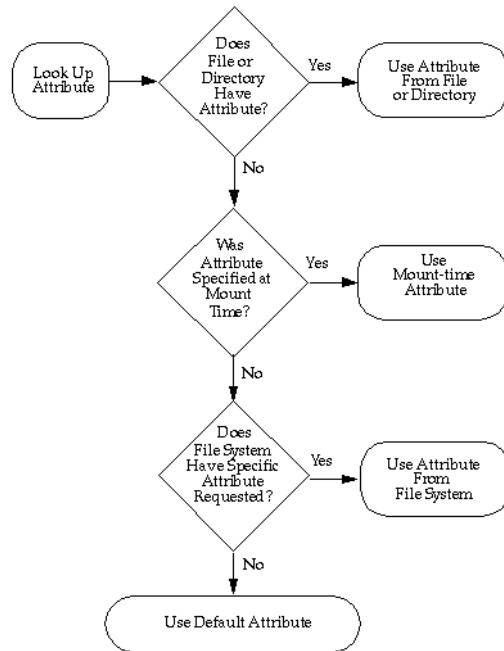 Look Up
Attribute
Does
File or
Directory
Have
Attribute?
Yes
Use Attribute
From File
or Directory
No
Was
Attribute
Specified at
Mount
Time?
Yes
Use
Mount-time
Attribute
No
Does
File System
Have Specific
Attribute
Requested?
Yes
Use Attribute
From
File System
No
Use Default Attribute